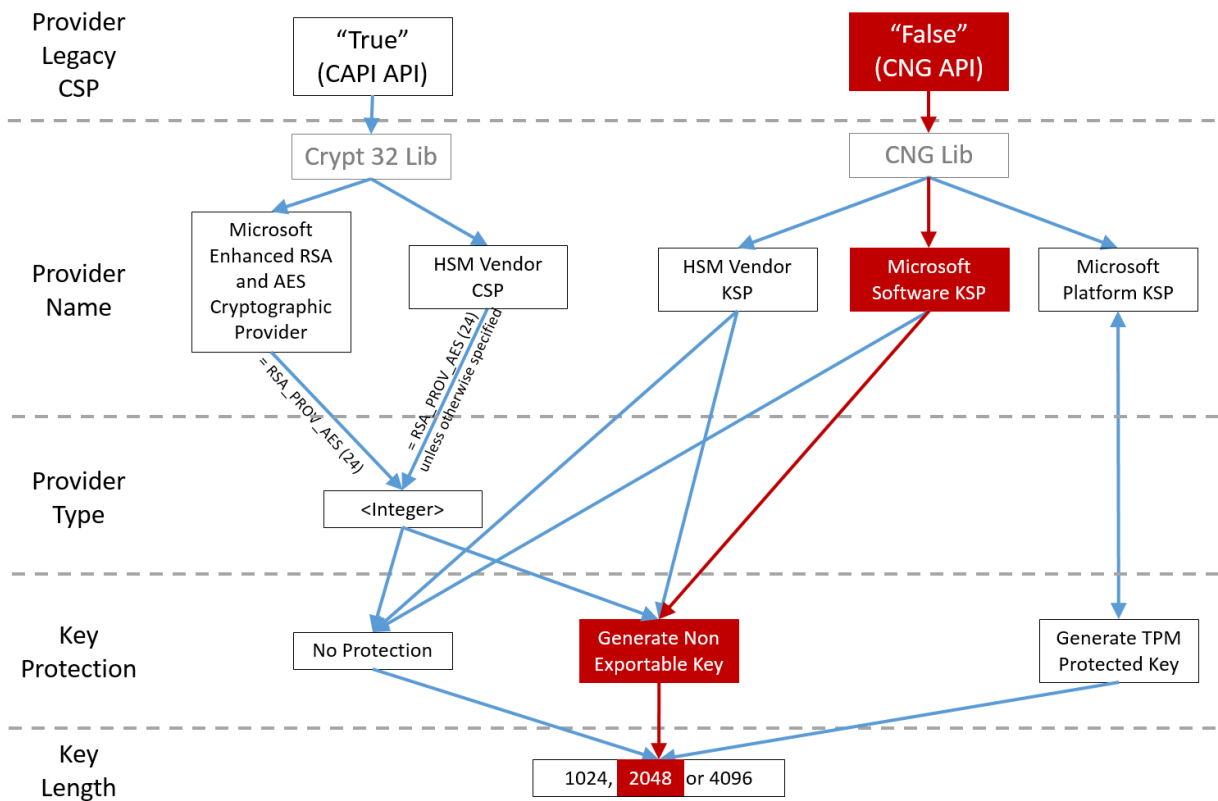 Provider
Legacy
CSP
“True”
(CAPI API)
“False”
(CNG API)
Crypt 32 Lib
CNG Lib
Provider
Name
Microsoft
Enhanced RSA
and AES
Cryptographic
Provider
HSM Vendor
CSP
HSM Vendor
KSP
Microsoft
Software KSP
Microsoft
Platform KSP
= RSA_PROV_AES (24)
= RSA_PROV_AES (24)
unless otherwise specified
Provider
Type
<Integer>
Key
Protection
No Protection
Generate Non
Exportable Key
Generate TPM
Protected Key
Key
Length
1024, 2048 or 4096